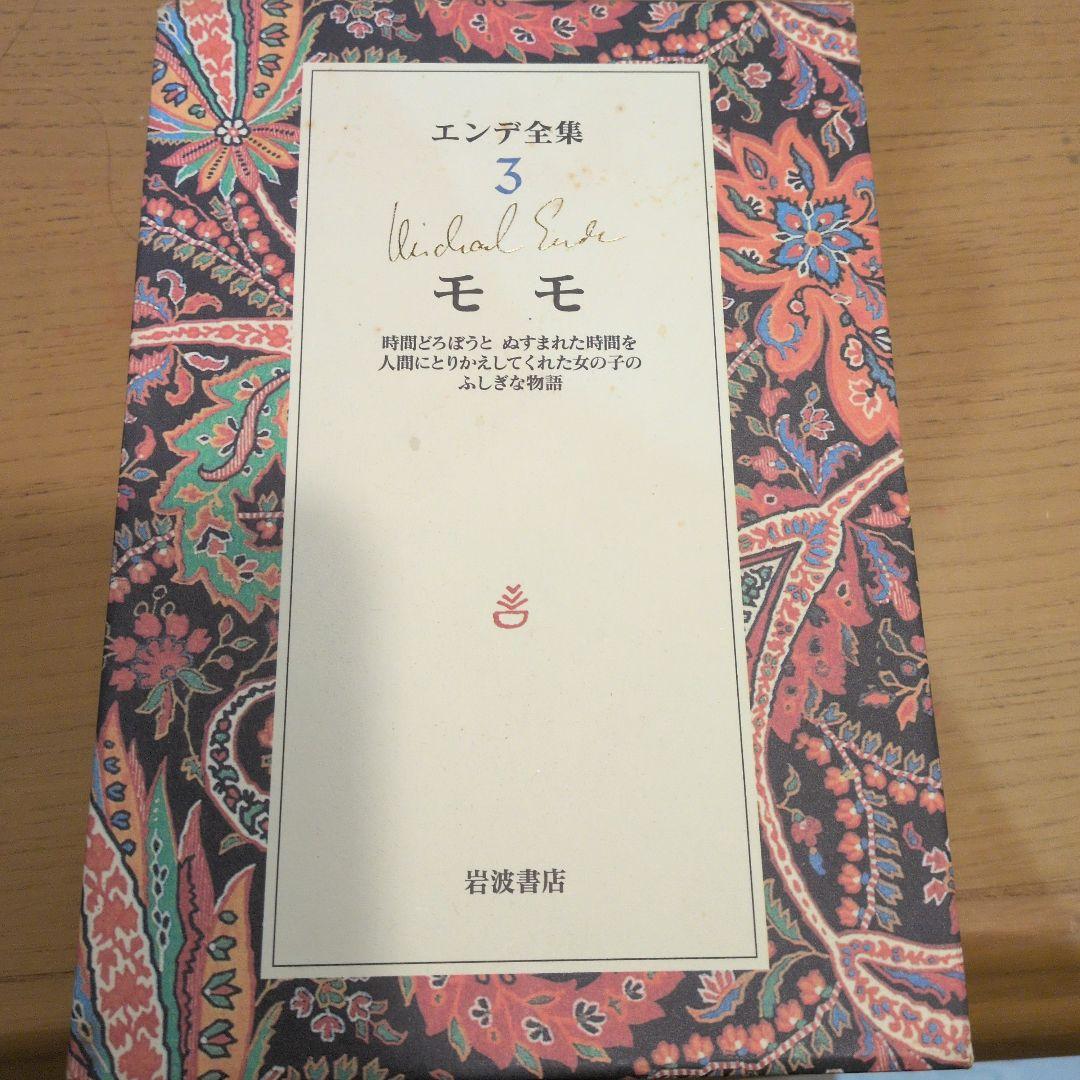 エンデ全集
3
Michael Ende
モモ
時間どろぼうと ぬすまれた時間を
人間にとりかえしてくれた女の子の
ふしぎな物語
岩波書店